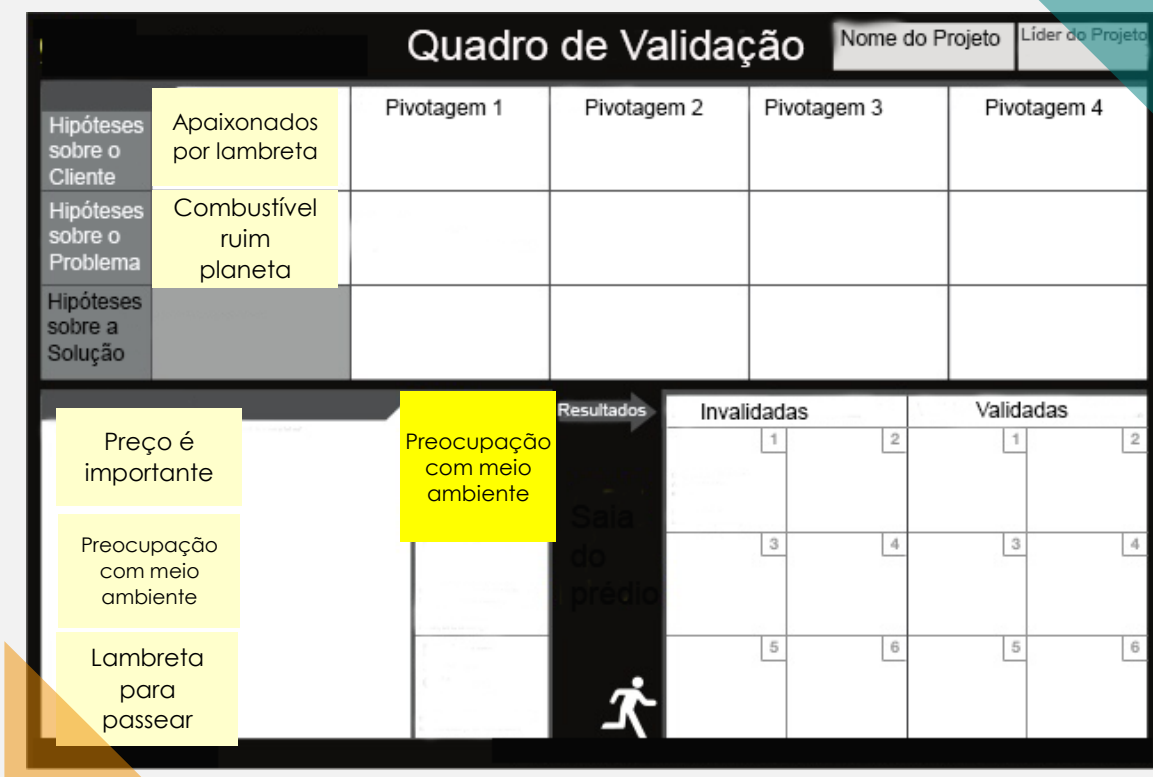 Quadro de Validação
Nome do Projeto
Líder do Projeto
Pivotagem 1
Pivotagem 2
Pivotagem 3
Pivotagem 4
Hipóteses
sobre o
Cliente
Apaixonados
por lambreta
Hipóteses
sobre o
Problema
Combustível
ruim
planeta
Hipóteses
sobre a
Solução
Preço é
importante
Preocupação
com meio
ambiente
Lambreta
para
passear
Preocupação
com meio
ambiente
Resultados
Saia
do
prédio
Invalidadas
Validadas
1
2
1
2
3
4
3
4
5
6
5
6